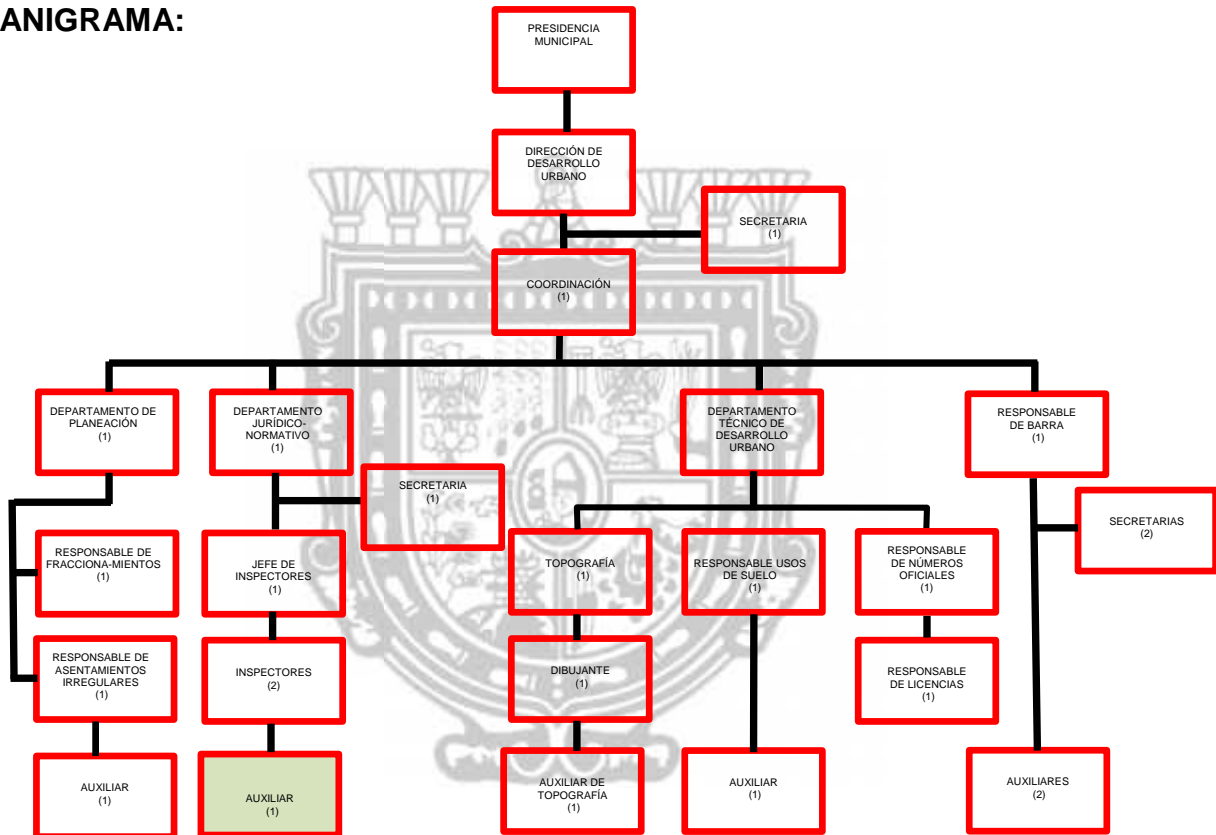 ANIGRAMA:
PRESIDENCIA
MUNICIPAL
DIRECCIÓN DE
DESARROLLO
URBANO
SECRETARIA
(1)
COORDINACIÓN
(1)
DEPARTAMENTO DE
PLANEACIÓN
(1)
DEPARTAMENTO
JURÍDICO-
NORMATIVO
(1)
DEPARTAMENTO
TÉCNICO DE
DESARROLLO
URBANO
RESPONSABLE
DE BARRA
(1)
SECRETARIA
(1)
SECRETARIAS
(2)
RESPONSABLE DE
FRACCIONA-MIENTOS
(1)
JEFE DE
INSPECTORES
(1)
TOPOGRAFÍA
(1)
RESPONSABLE USOS
DE SUELO
(1)
RESPONSABLE
DE NÚMEROS
OFICIALES
(1)
RESPONSABLE DE
ASENTAMIENTOS
IRREGULARES
(1)
INSPECTORES
(2)
DIBUJANTE
(1)
RESPONSABLE
DE LICENCIAS
(1)
AUXILIAR
(1)
AUXILIAR
(1)
AUXILIAR DE
TOPOGRAFÍA
(1)
AUXILIAR
(1)
AUXILIARES
(2)